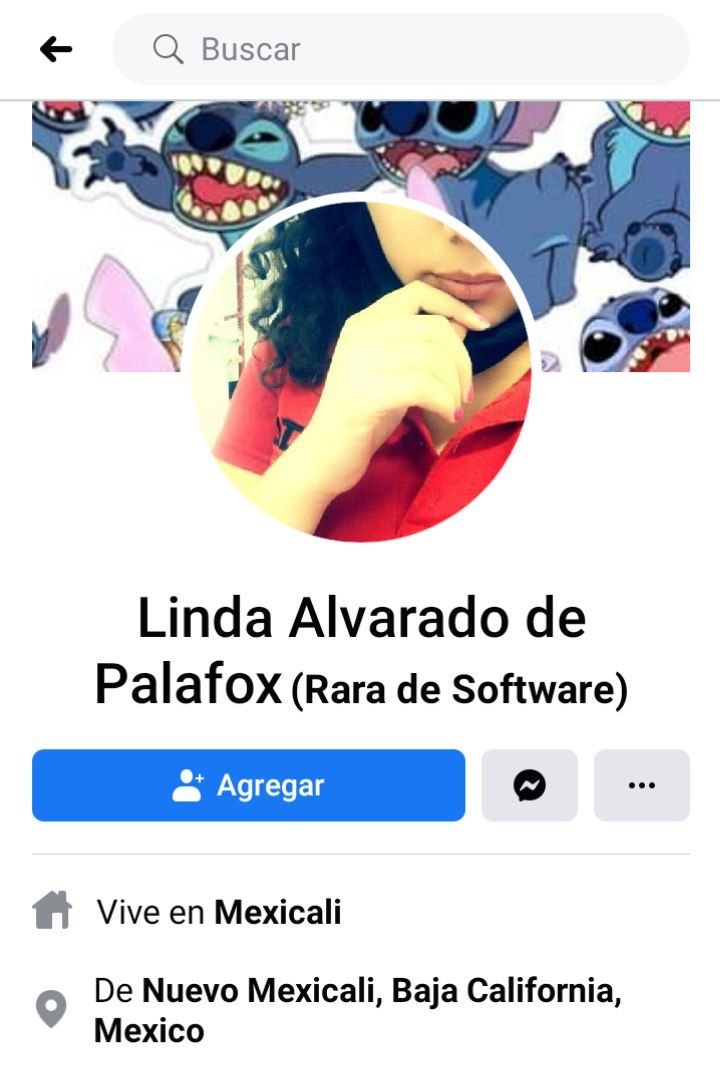 Buscar
Linda Alvarado de
Palafox (Rara de Software)
Agregar
Vive en Mexicali
De Nuevo Mexicali, Baja California,
Mexico